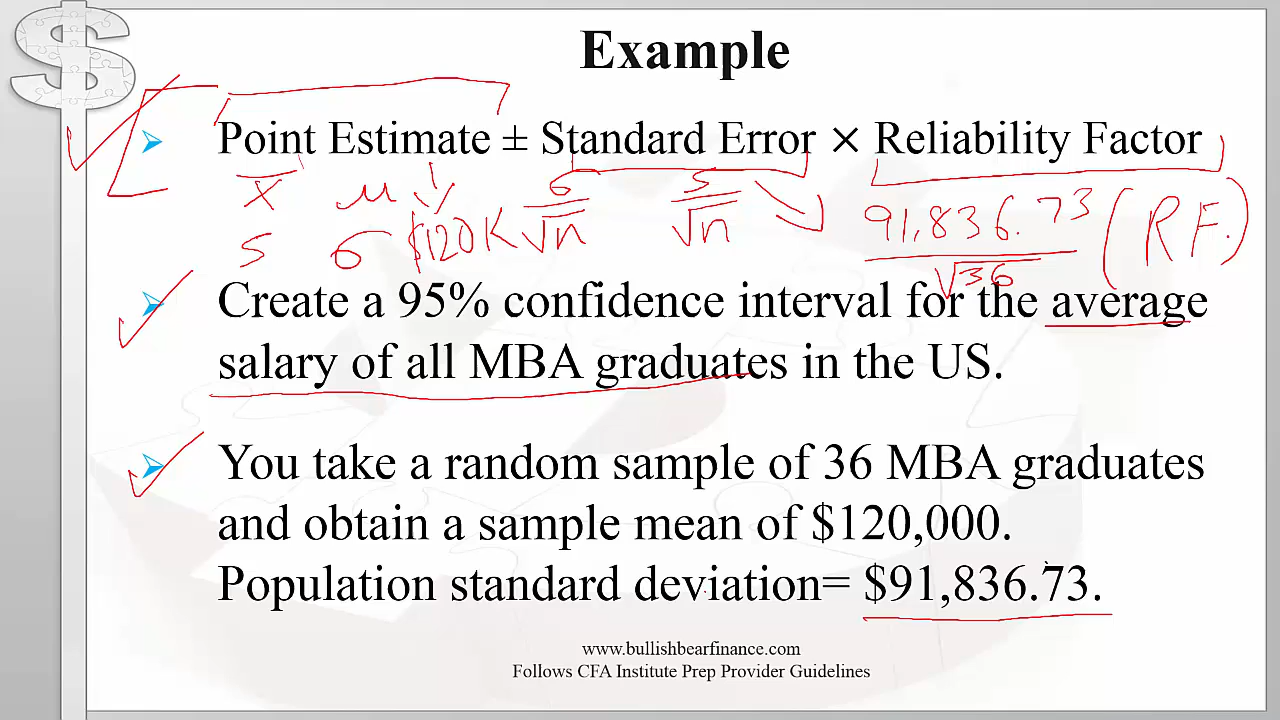 Example
Point Estimate ± Standard Error × Reliability Factor
x̄ μ $120K σ/√n s/√n 91,836.73/√36 (R.F.)
s σ
Create a 95% confidence interval for the average
salary of all MBA graduates in the US.
You take a random sample of 36 MBA graduates
and obtain a sample mean of $120,000.
Population standard deviation= $91,836.73.
www.bullishbearfinance.com
Follows CFA Institute Prep Provider Guidelines